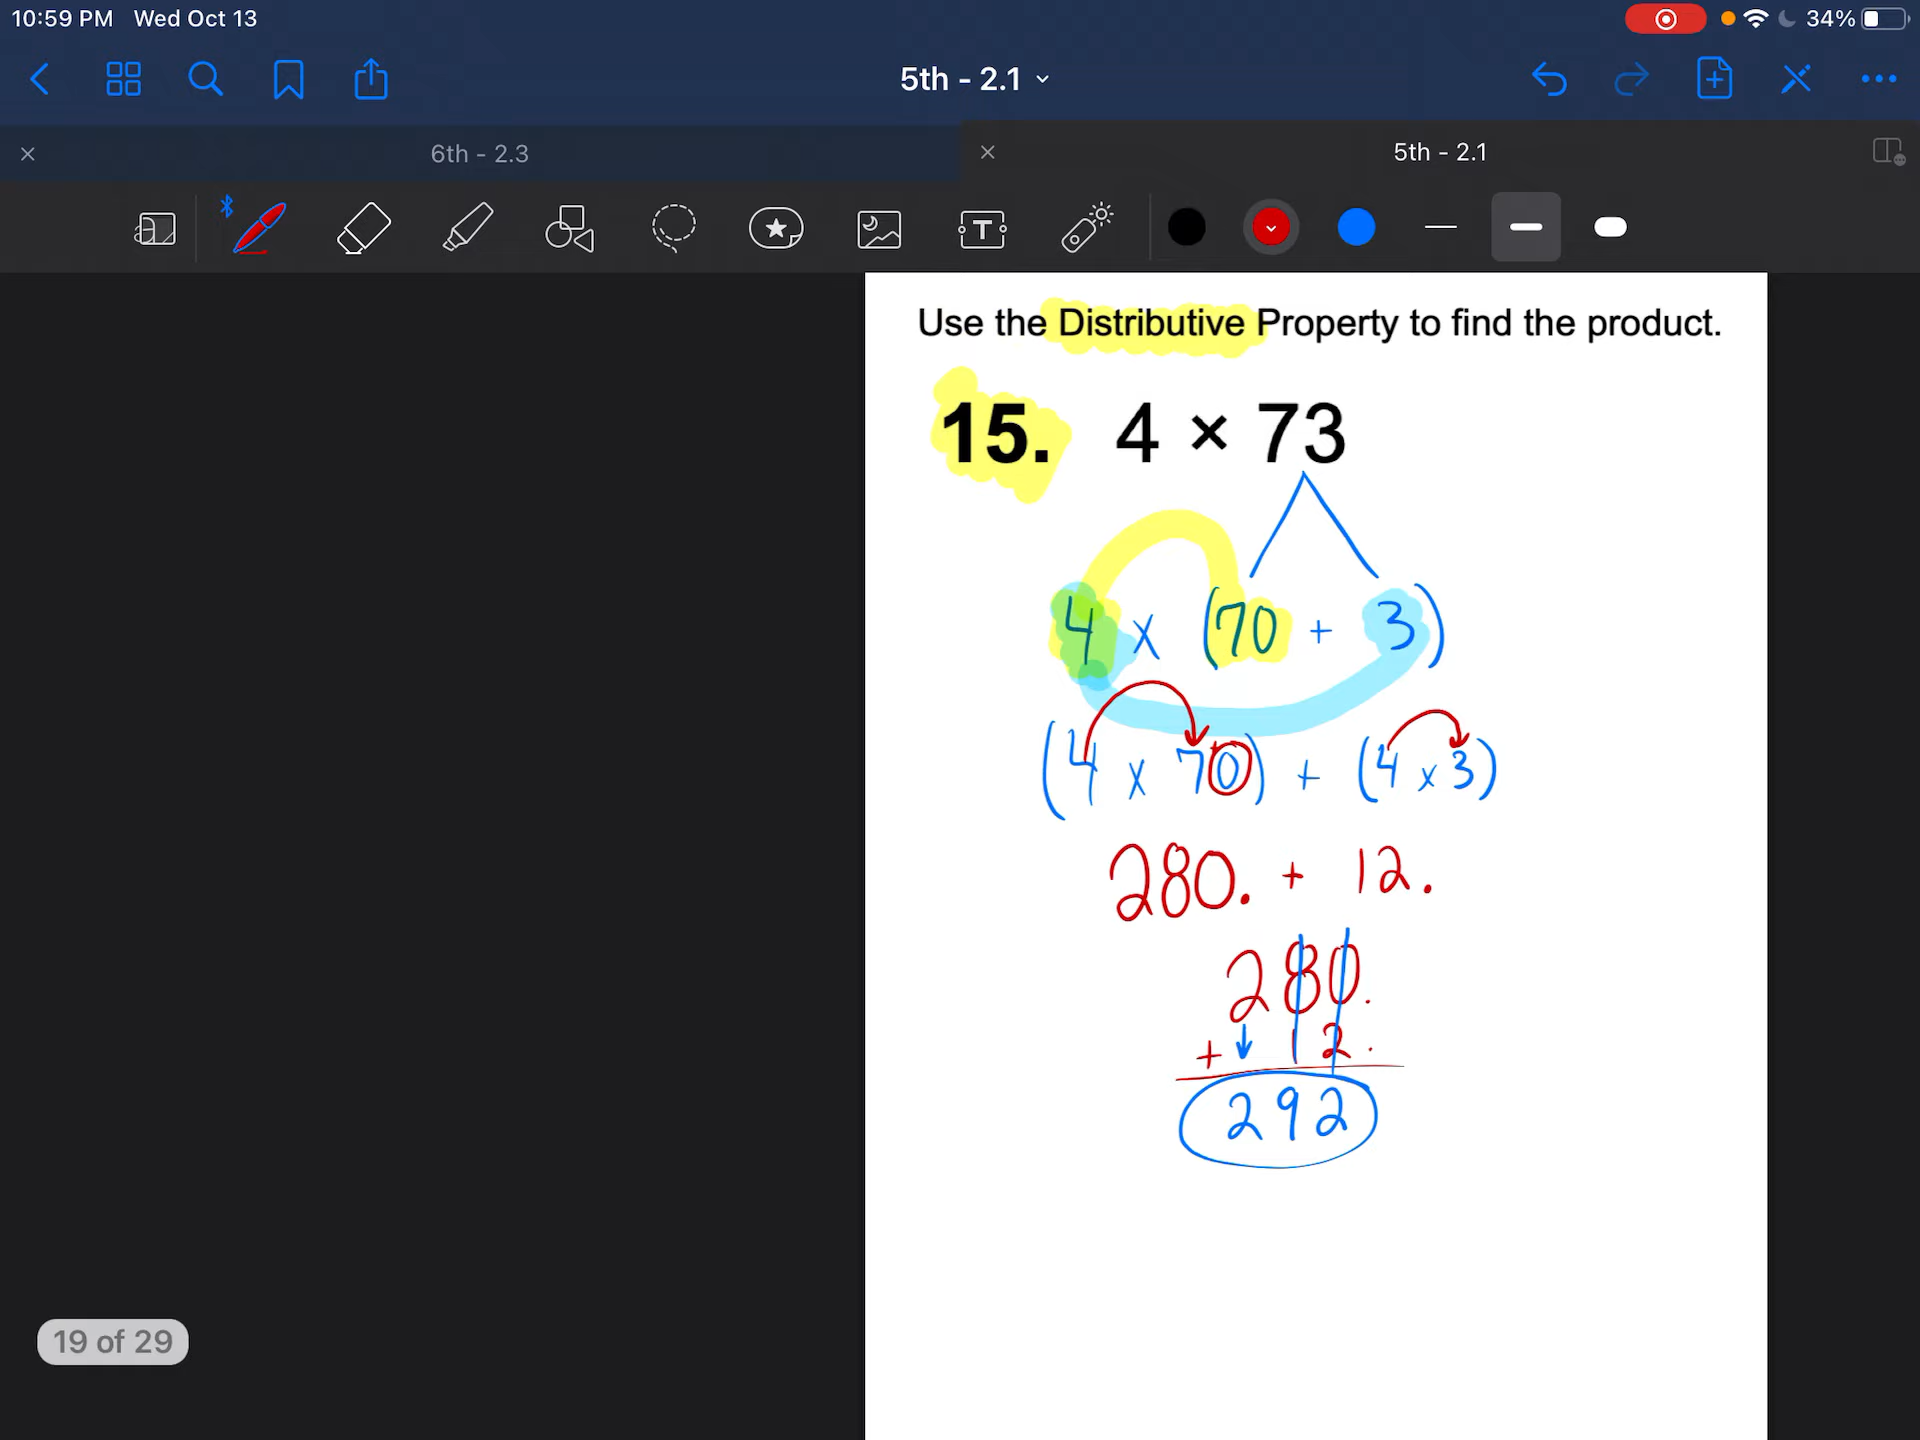 10:59 PM Wed Oct 13 34%
5th - 2.1
6th - 2.3 5th - 2.1
T
Use the Distributive Property to find the product.
15. 4 × 73
4 x (70 + 3)
(4 x 70) + (4 x 3)
280. + 12.
280.
+ 12.
292
19 of 29